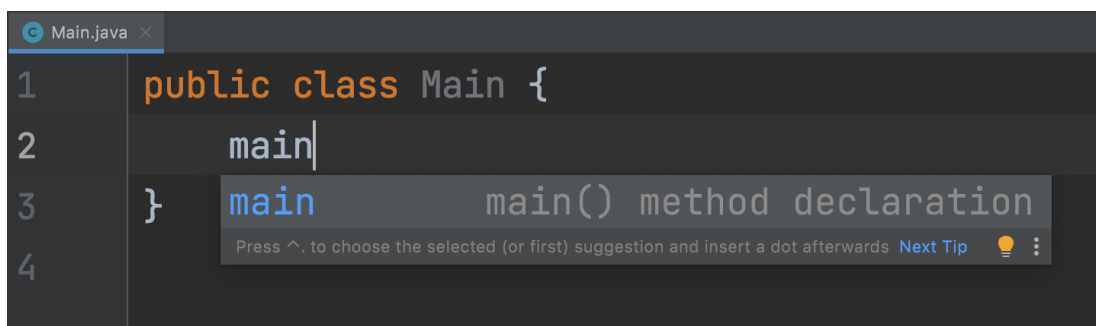 C Main.java ×
1 public class Main {
2 main
3 }
main main() method declaration
Press ^. to choose the selected (or first) suggestion and insert a dot afterwards Next Tip
4